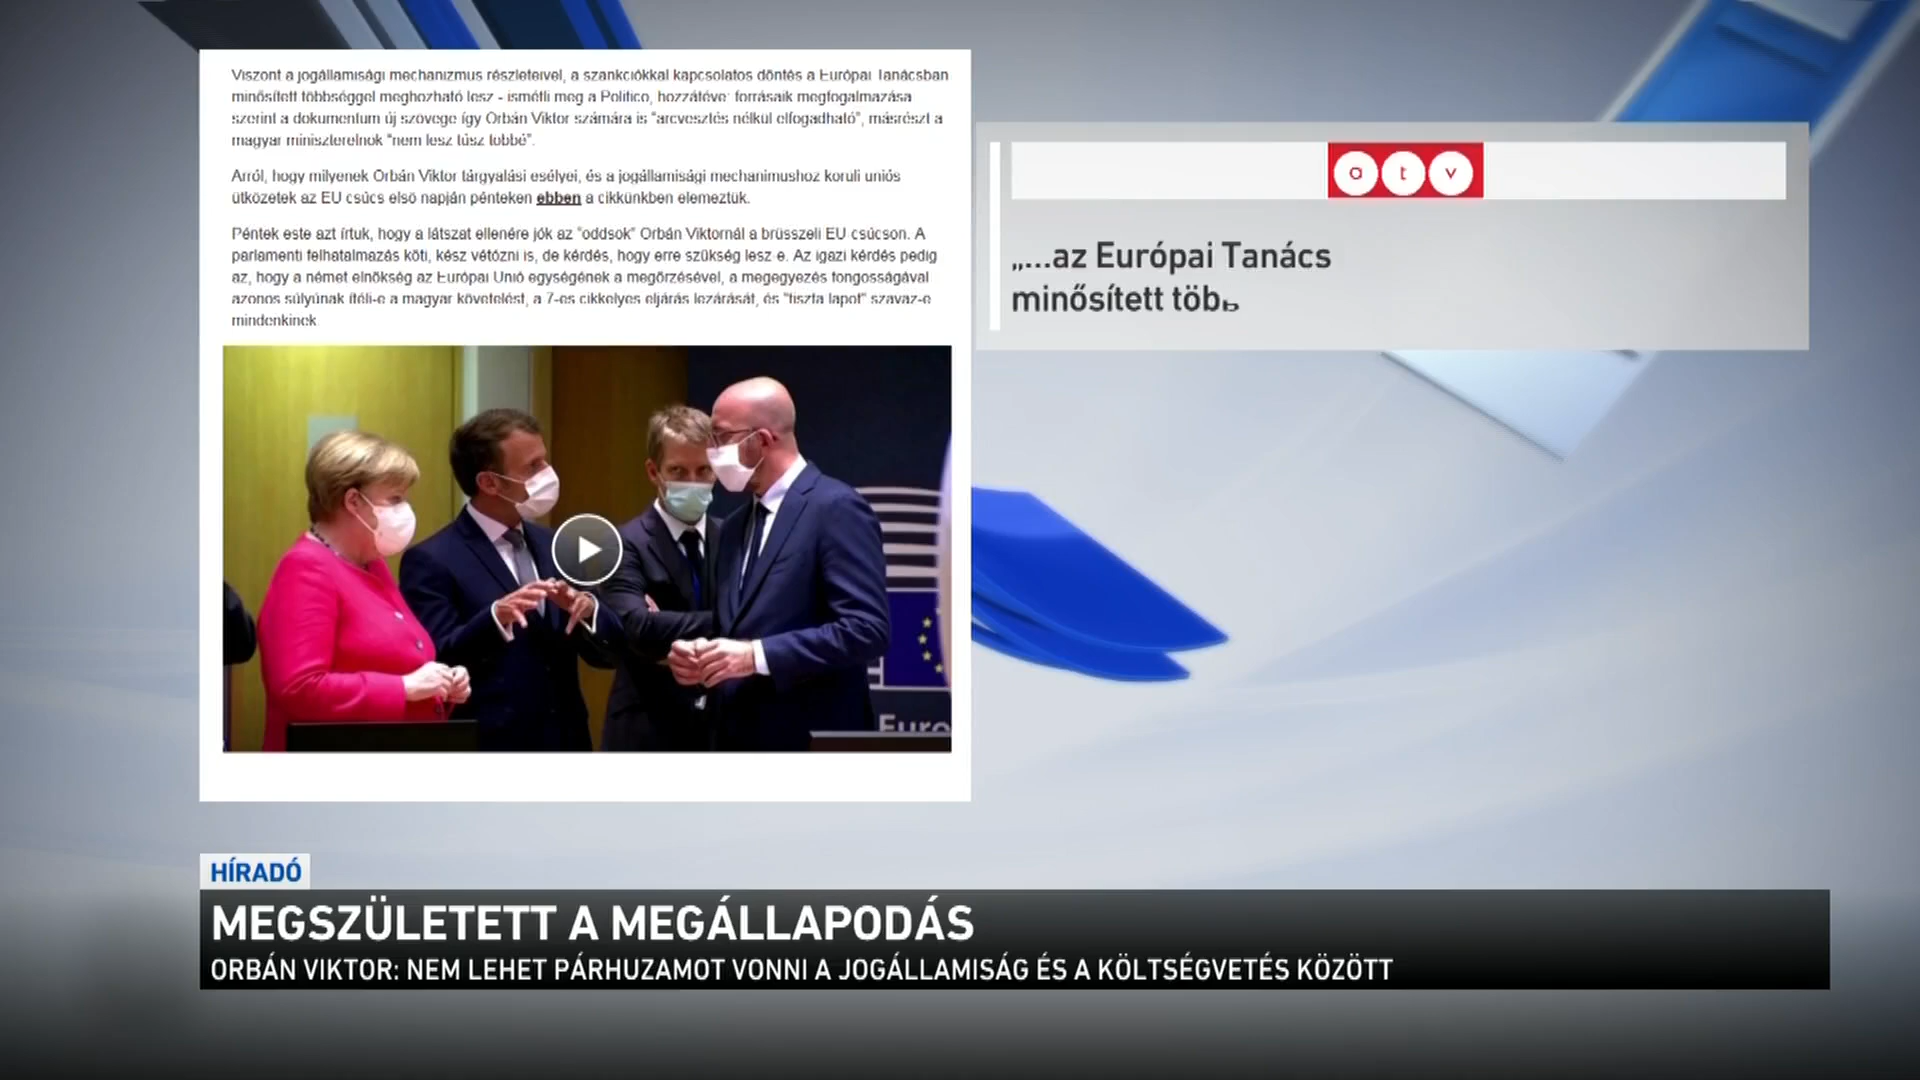 Viszont a jogállamisági mechanizmus részleteivel, a szankciókkal kapcsolatos döntés a Európai Tanácsban
minősített többséggel meghozható lesz - ismétli meg a Politico, hozzátéve: forrásaik megfogalmazása
szerint a dokumentum új szövege így Orbán Viktor számára is "arcvesztés nélkül elfogadható", másrészt a
magyar miniszterelnök "nem lesz túsz többé".
Arról, hogy milyenek Orbán Viktor tárgyalási esélyei, és a jogállamisági mechanimushoz koruli uniós
ütközetek az EU csúcs első napján pénteken ebben a cikkünkben elemeztük.
Péntek este azt írtuk, hogy a látszat ellenére jók az "oddsok" Orbán Viktornál a brüsszeli EU csúcson. A
parlamenti felhatalmazás köti, kész vétózni is, de kérdés, hogy erre szükség lesz e. Az igazi kérdés pedig
az, hogy a német elnökség az Európai Unió egységének a megőrzésével, a megegyezés fontosságával
azonos súlyúnak ítéli-e a magyar követelést, a 7-es cikkelyes eljárás lezárását, és "tiszta lapot" szavaz-e
mindenkinek
Euro
o t v
„...az Európai Tanács
minősített több
HÍRADÓ
MEGSZÜLETETT A MEGÁLLAPODÁS
ORBÁN VIKTOR: NEM LEHET PÁRHUZAMOT VONNI A JOGÁLLAMISÁG ÉS A KÖLTSÉGVETÉS KÖZÖTT